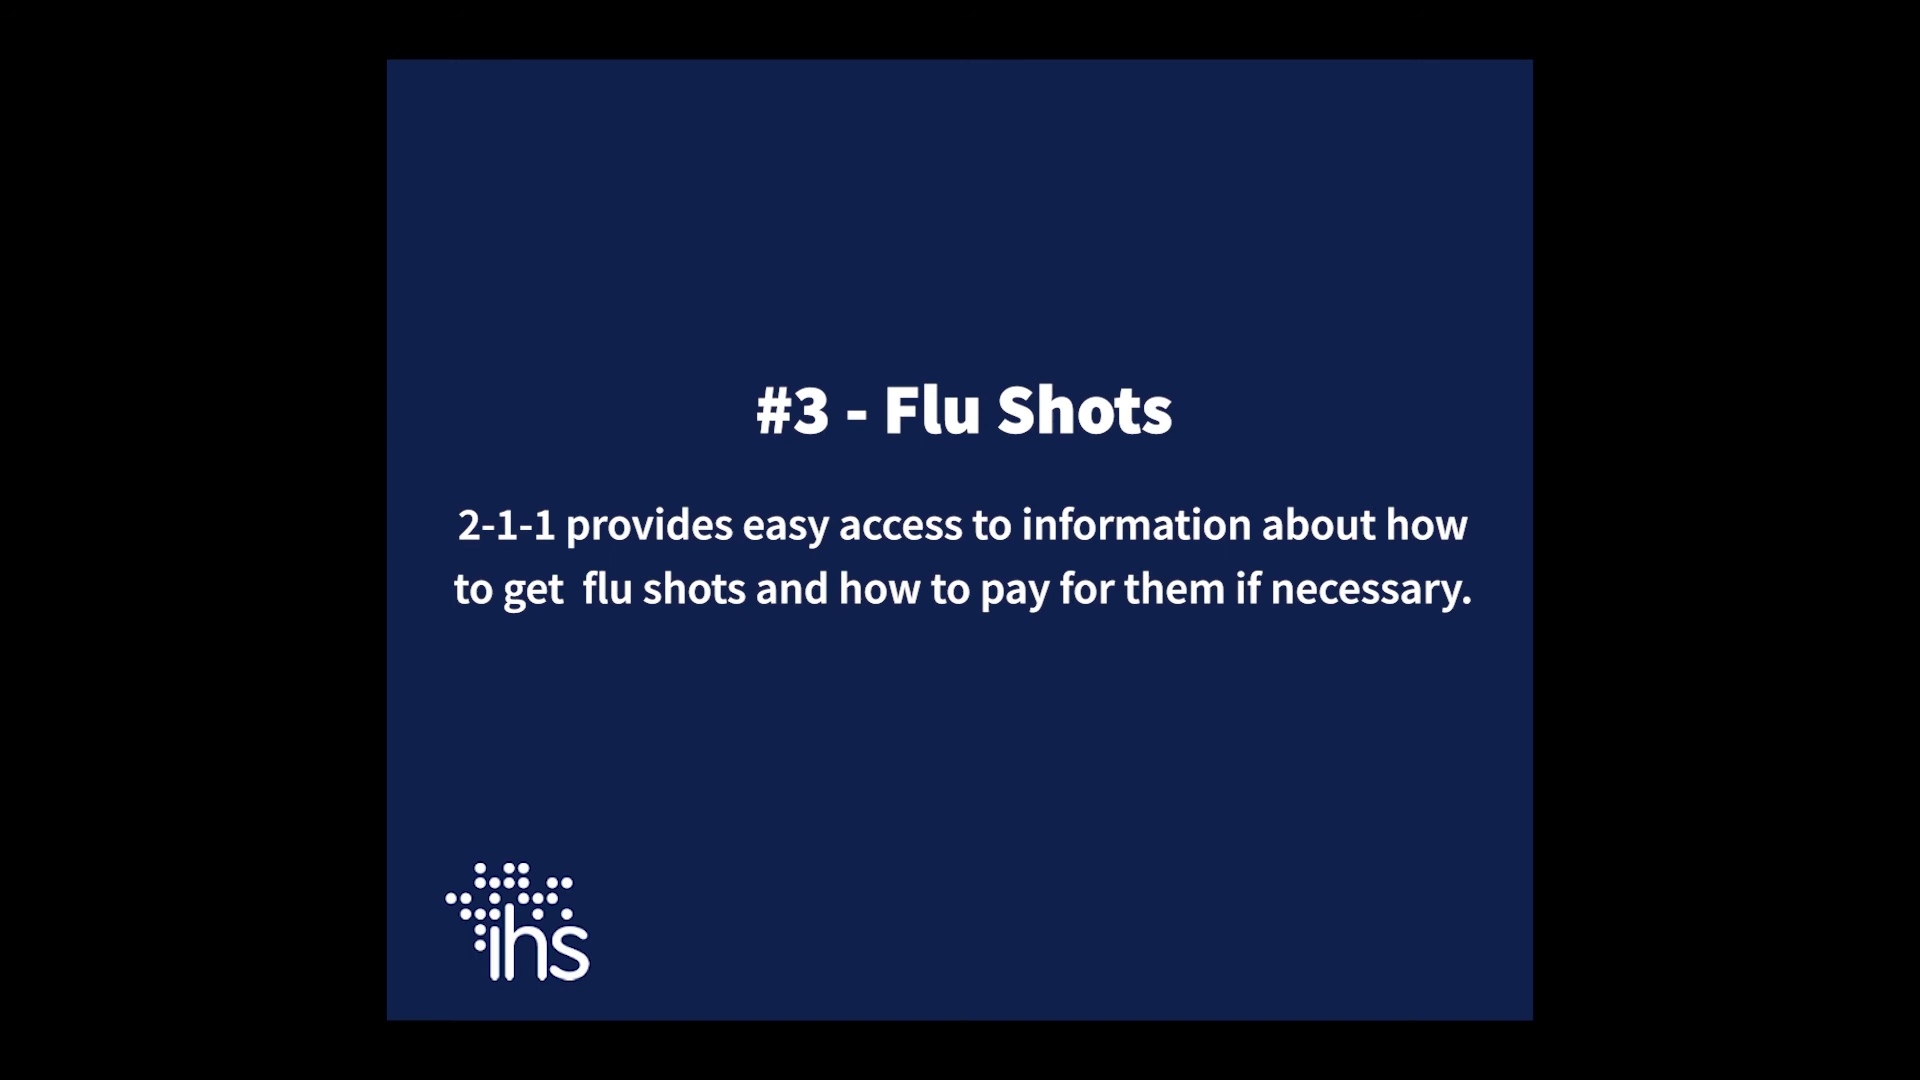 #3 - Flu Shots
2-1-1 provides easy access to information about how
to get  flu shots and how to pay for them if necessary.
ihs